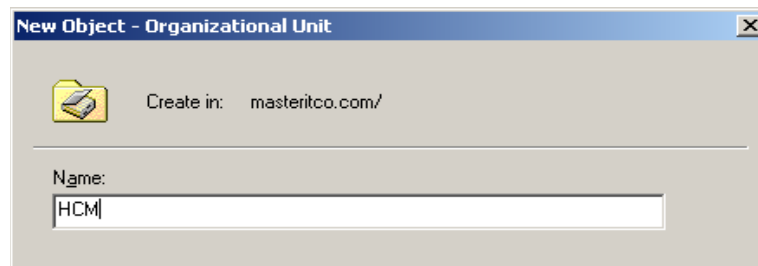 New Object - Organizational Unit
Create in: masteritco.com/
Name:
HCM